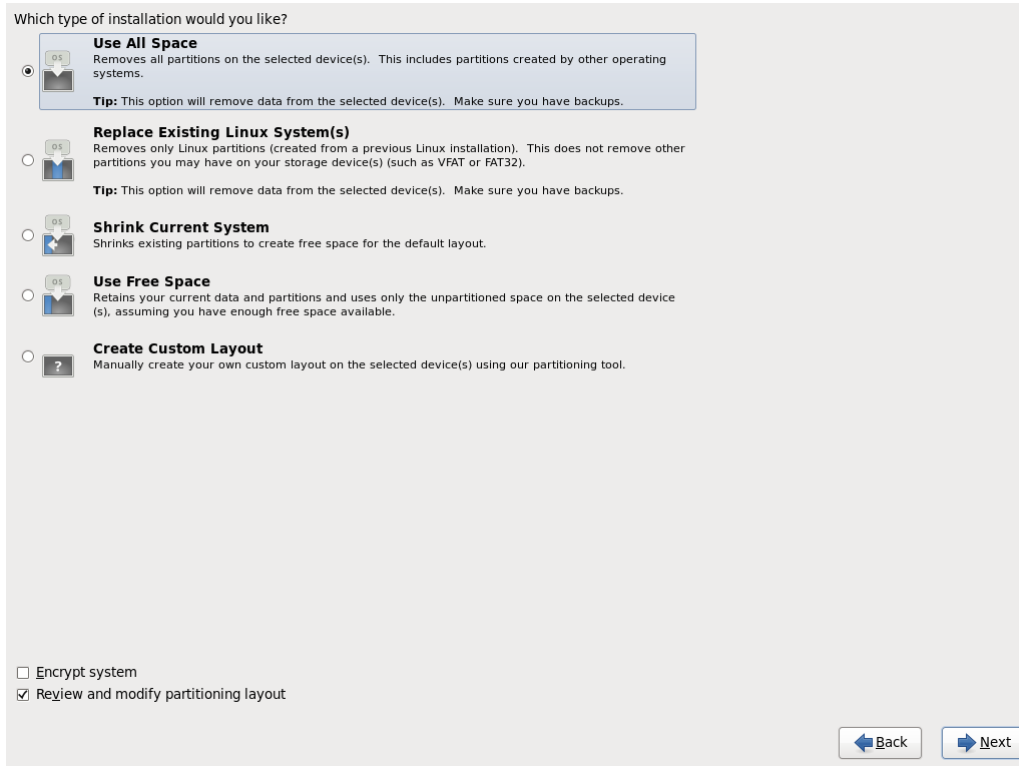 Which type of installation would you like?
OS
Use All Space
Removes all partitions on the selected device(s).  This includes partitions created by other operating
systems.
Tip: This option will remove data from the selected device(s).  Make sure you have backups.
OS
Replace Existing Linux System(s)
Removes only Linux partitions (created from a previous Linux installation).  This does not remove other
partitions you may have on your storage device(s) (such as VFAT or FAT32).
Tip: This option will remove data from the selected device(s).  Make sure you have backups.
OS
Shrink Current System
Shrinks existing partitions to create free space for the default layout.
OS
Use Free Space
Retains your current data and partitions and uses only the unpartitioned space on the selected device
(s), assuming you have enough free space available.
?
Create Custom Layout
Manually create your own custom layout on the selected device(s) using our partitioning tool.
Encrypt system
Review and modify partitioning layout
Back
Next